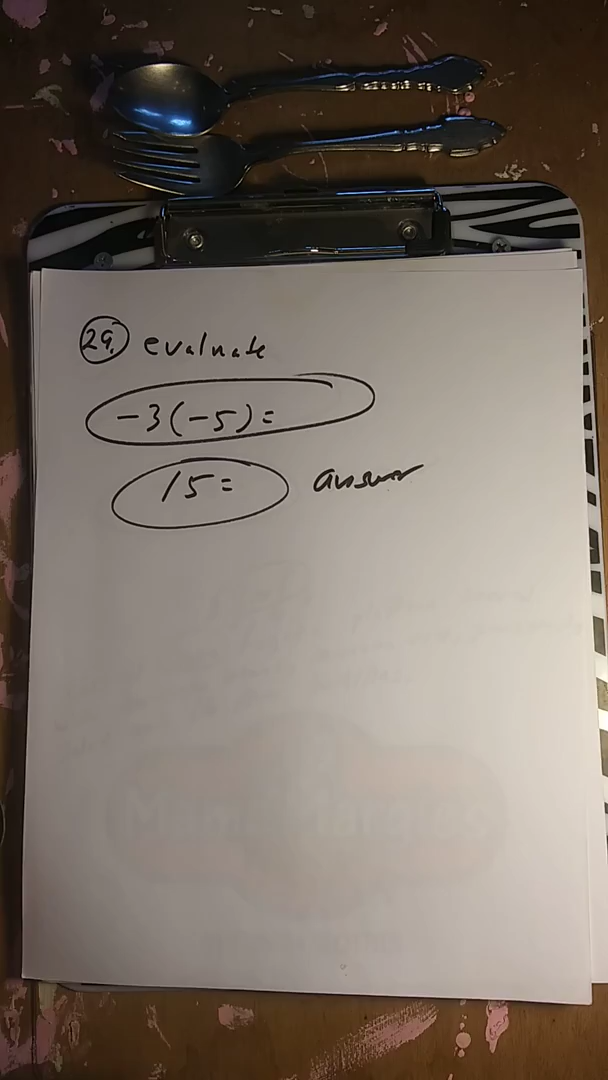 29. evaluate
-3(-5)=
15= answer